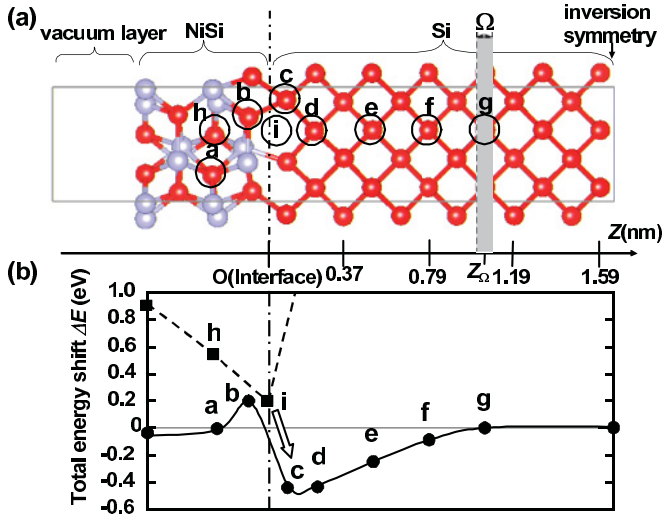 (a)
vacuum layer
NiSi
Si
Ω
inversion
symmetry
c
b
d
e
f
g
h
i
a
Z(nm)
O(Interface) 0.37 0.79 ZΩ 1.19 1.59
(b)
Total energy shift ΔE (eV)
1.0
0.8
0.6
0.4
0.2
0
-0.2
-0.4
-0.6
h
a
b
i
c
d
e
f
g